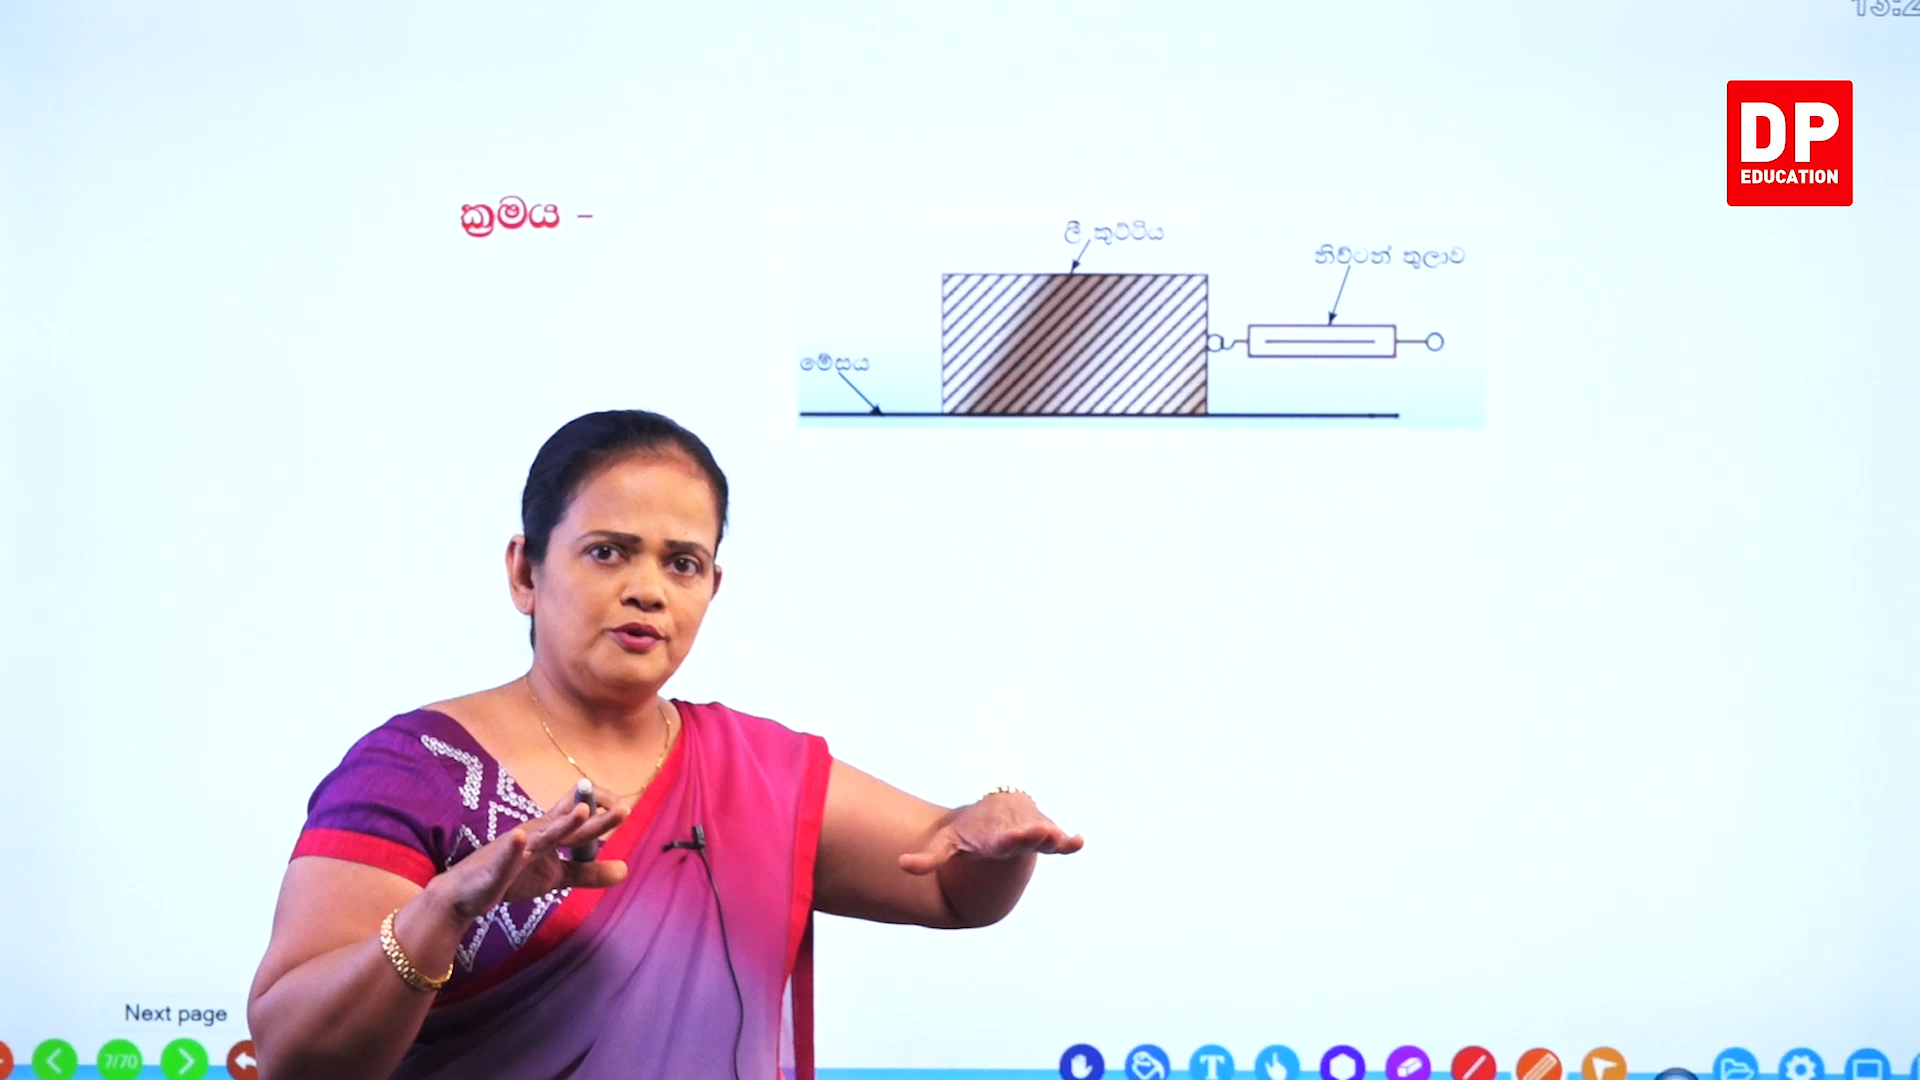 DP
EDUCATION
ක්‍රමය –
ලී කුට්ටිය
නිව්ටන් තුලාව
මේසය
Next page
7/70
T